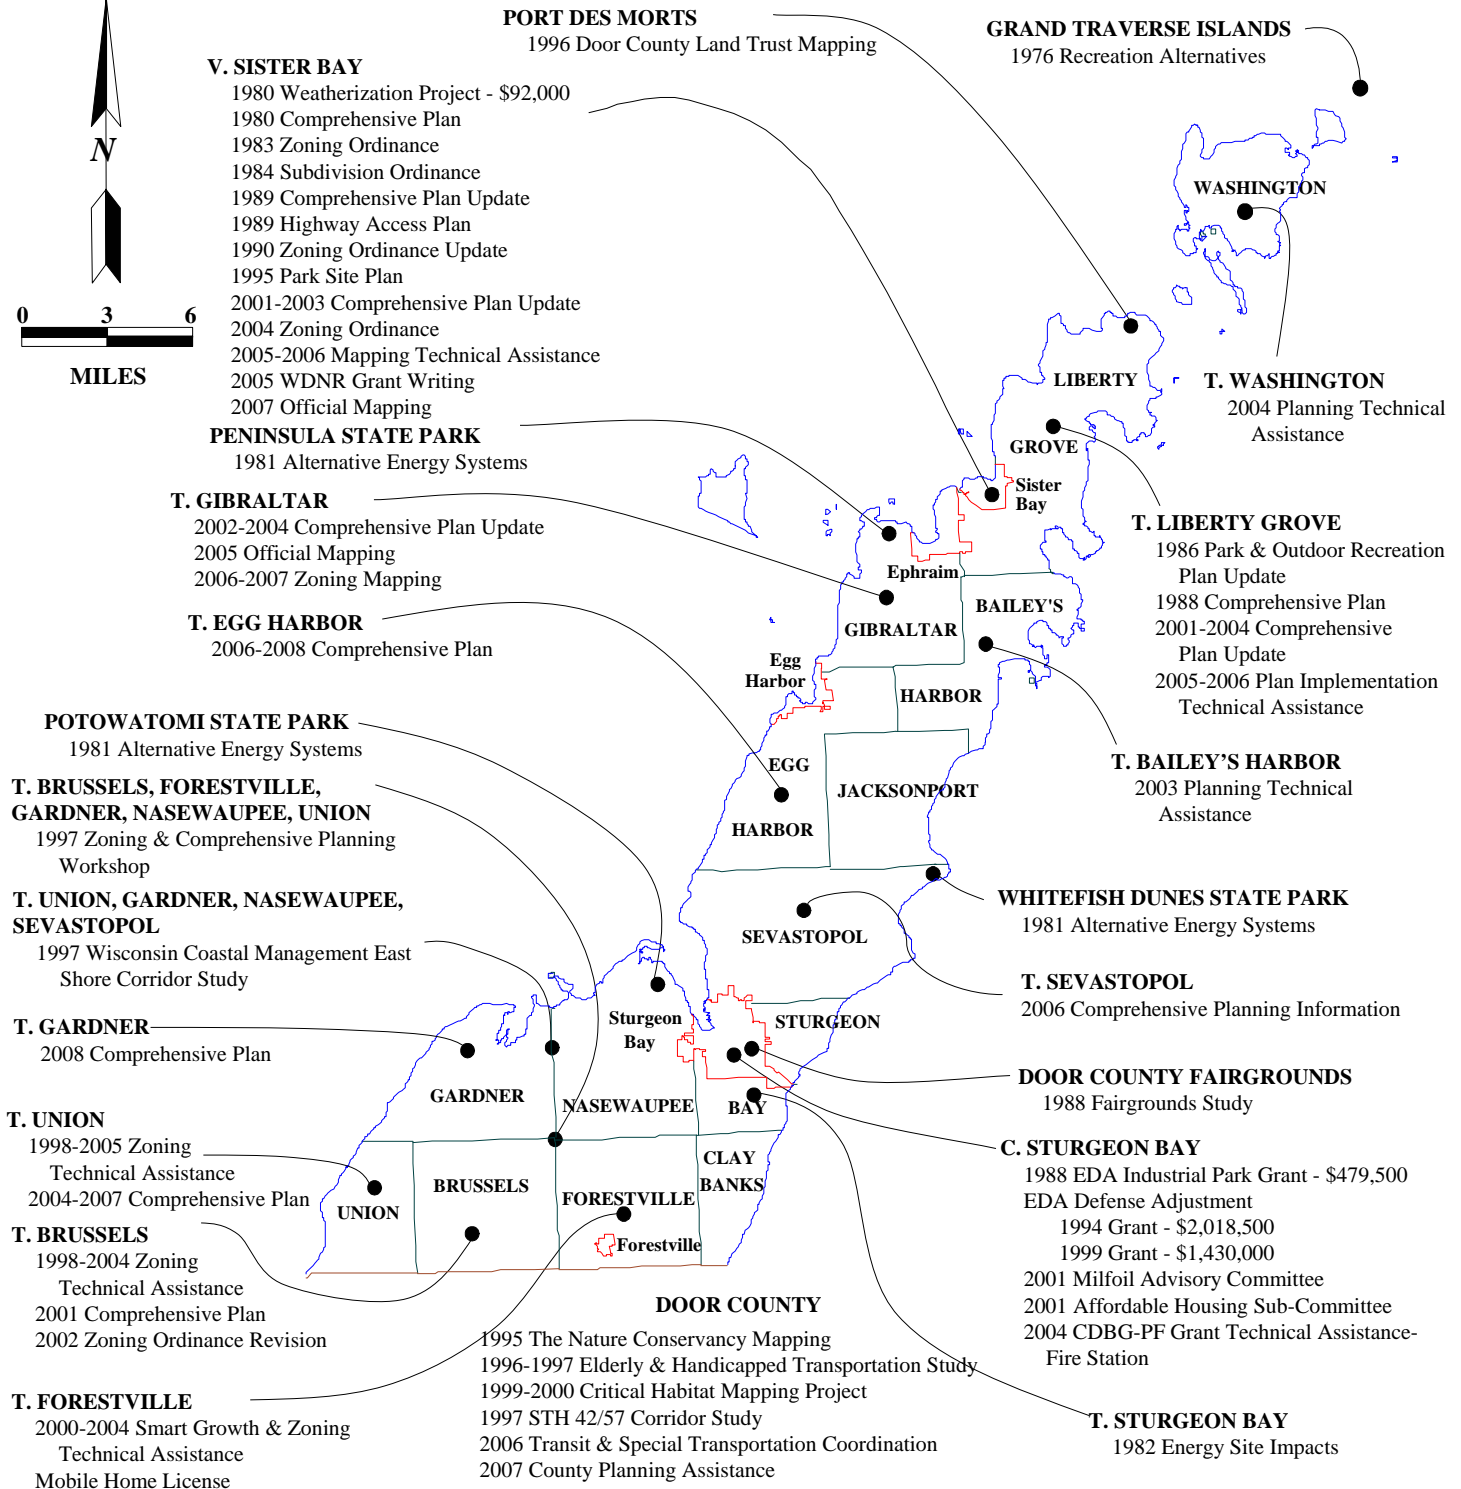 PORT DES MORTS
1996 Door County Land Trust Mapping
GRAND TRAVERSE ISLANDS
1976 Recreation Alternatives
V. SISTER BAY
1980 Weatherization Project - $92,000
1980 Comprehensive Plan
1983 Zoning Ordinance
1984 Subdivision Ordinance
1989 Comprehensive Plan Update
1989 Highway Access Plan
1990 Zoning Ordinance Update
1995 Park Site Plan
2001-2003 Comprehensive Plan Update
2004 Zoning Ordinance
2005-2006 Mapping Technical Assistance
2005 WDNR Grant Writing
2007 Official Mapping
N
0 3 6
MILES
PENINSULA STATE PARK
1981 Alternative Energy Systems
T. GIBRALTAR
2002-2004 Comprehensive Plan Update
2005 Official Mapping
2006-2007 Zoning Mapping
T. EGG HARBOR
2006-2008 Comprehensive Plan
POTOWATOMI STATE PARK
1981 Alternative Energy Systems
T. BRUSSELS, FORESTVILLE,
GARDNER, NASEWAUPEE, UNION
1997 Zoning & Comprehensive Planning
Workshop
T. UNION, GARDNER, NASEWAUPEE,
SEVASTOPOL
1997 Wisconsin Coastal Management East
Shore Corridor Study
T. GARDNER
2008 Comprehensive Plan
T. UNION
1998-2005 Zoning
Technical Assistance
2004-2007 Comprehensive Plan
T. BRUSSELS
1998-2004 Zoning
Technical Assistance
2001 Comprehensive Plan
2002 Zoning Ordinance Revision
T. FORESTVILLE
2000-2004 Smart Growth & Zoning
Technical Assistance
Mobile Home License
WASHINGTON
LIBERTY
GROVE
Sister
Bay
Ephraim
GIBRALTAR
BAILEY'S
HARBOR
Egg
Harbor
EGG
HARBOR
JACKSONPORT
SEVASTOPOL
Sturgeon
Bay
STURGEON
BAY
GARDNER
NASEWAUPEE
CLAY
BANKS
UNION
BRUSSELS
FORESTVILLE
Forestville
T. WASHINGTON
2004 Planning Technical
Assistance
T. LIBERTY GROVE
1986 Park & Outdoor Recreation
Plan Update
1988 Comprehensive Plan
2001-2004 Comprehensive
Plan Update
2005-2006 Plan Implementation
Technical Assistance
T. BAILEY'S HARBOR
2003 Planning Technical
Assistance
WHITEFISH DUNES STATE PARK
1981 Alternative Energy Systems
T. SEVASTOPOL
2006 Comprehensive Planning Information
DOOR COUNTY FAIRGROUNDS
1988 Fairgrounds Study
C. STURGEON BAY
1988 EDA Industrial Park Grant - $479,500
EDA Defense Adjustment
1994 Grant - $2,018,500
1999 Grant - $1,430,000
2001 Milfoil Advisory Committee
2001 Affordable Housing Sub-Committee
2004 CDBG-PF Grant Technical Assistance-
Fire Station
T. STURGEON BAY
1982 Energy Site Impacts
DOOR COUNTY
1995 The Nature Conservancy Mapping
1996-1997 Elderly & Handicapped Transportation Study
1999-2000 Critical Habitat Mapping Project
1997 STH 42/57 Corridor Study
2006 Transit & Special Transportation Coordination
2007 County Planning Assistance